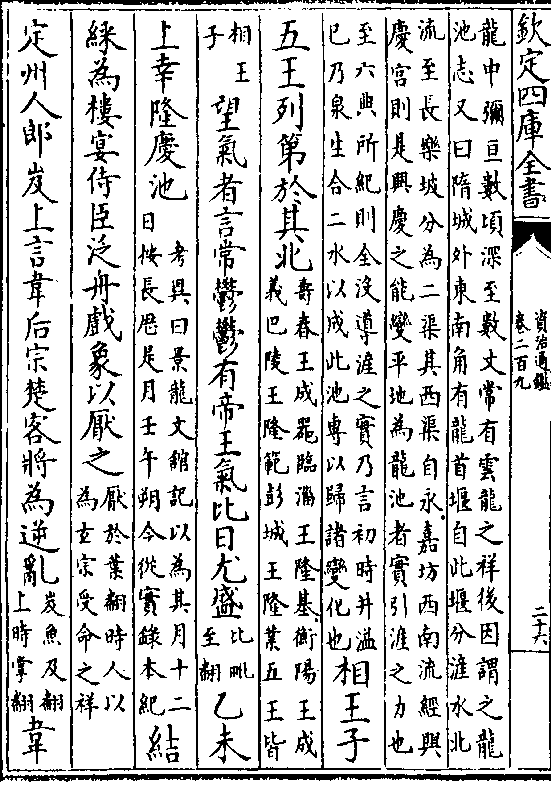 欽定四庫全書
資治通鑑
卷二百九
二十六
龍中彌亘數頃深至數丈常有雲龍之祥後因謂之龍
池志又曰隋城外東南角有龍首堰自此堰分滻水北
流至長樂坡分為二渠其西渠自永嘉坊西南流經興
慶宫則是興慶之能變平地為龍池者實引滻之力也
至六典所紀則全没導滻之實乃言初時井溢
已乃泉生合二水以成此池專以歸諸變化也
相王子
五王列第於其北
壽春王成器臨淄王隆基衡陽王成
義巴陵王隆範彭城王隆業五王皆
相王
子
望氣者言常鬱鬱有帝王氣比日尤盛
比毗
至翻
乙未
上幸隆慶池
考異曰景龍文館記以為其月十二
日按長厯是月壬午朔今從實録本紀
結
綵為樓宴侍臣泛舟戲象以厭之
厭於葉翻時人以
為玄宗受命之祥
定州人郎岌上言韋后宗楚客將為逆亂
岌魚及翻
上時掌翻
韋